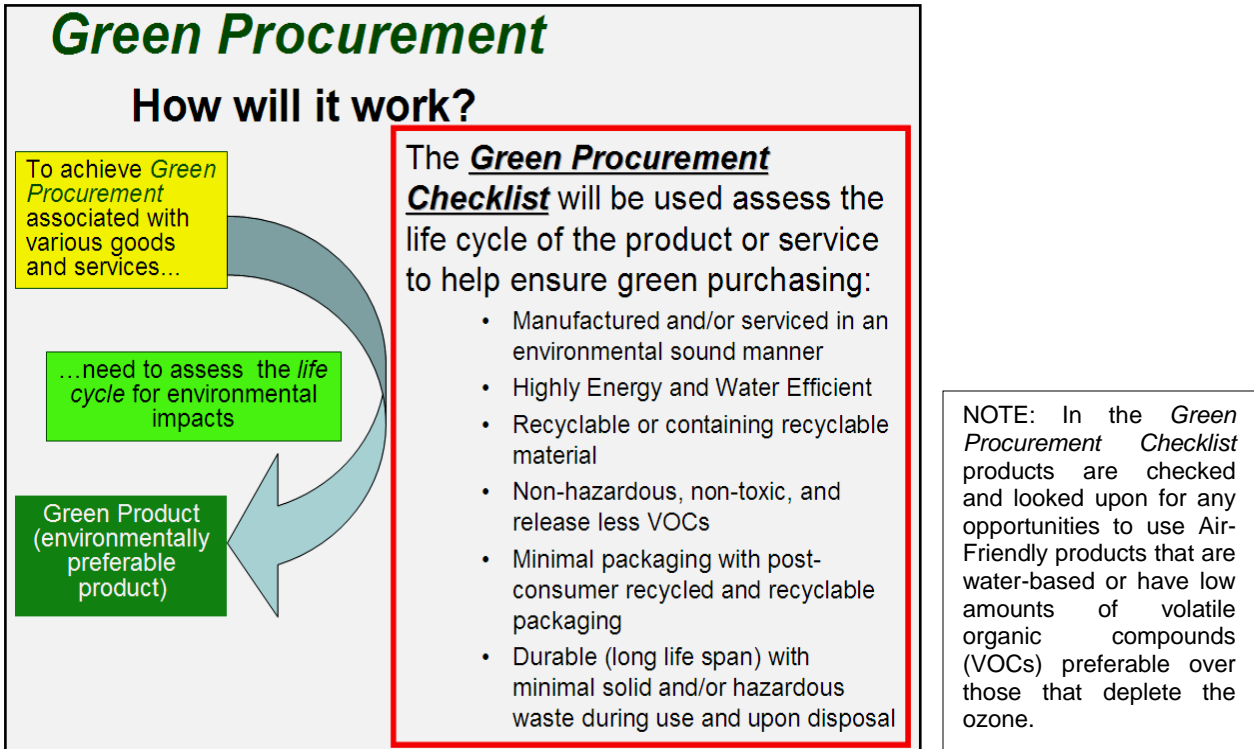 Green Procurement
How will it work?
To achieve Green
Procurement
associated with
various goods
and services...
…need to assess  the life
cycle for environmental
impacts
Green Product
(environmentally
preferable
product)
The Green Procurement
Checklist will be used assess the
life cycle of the product or service
to help ensure green purchasing:
• Manufactured and/or serviced in an
environmental sound manner
• Highly Energy and Water Efficient
• Recyclable or containing recyclable
material
• Non-hazardous, non-toxic, and
release less VOCs
• Minimal packaging with post-
consumer recycled and recyclable
packaging
• Durable (long life span) with
minimal solid and/or hazardous
waste during use and upon disposal
NOTE: In the Green
Procurement Checklist
products are checked
and looked upon for any
opportunities to use Air-
Friendly products that are
water-based or have low
amounts of volatile
organic compounds
(VOCs) preferable over
those that deplete the
ozone.